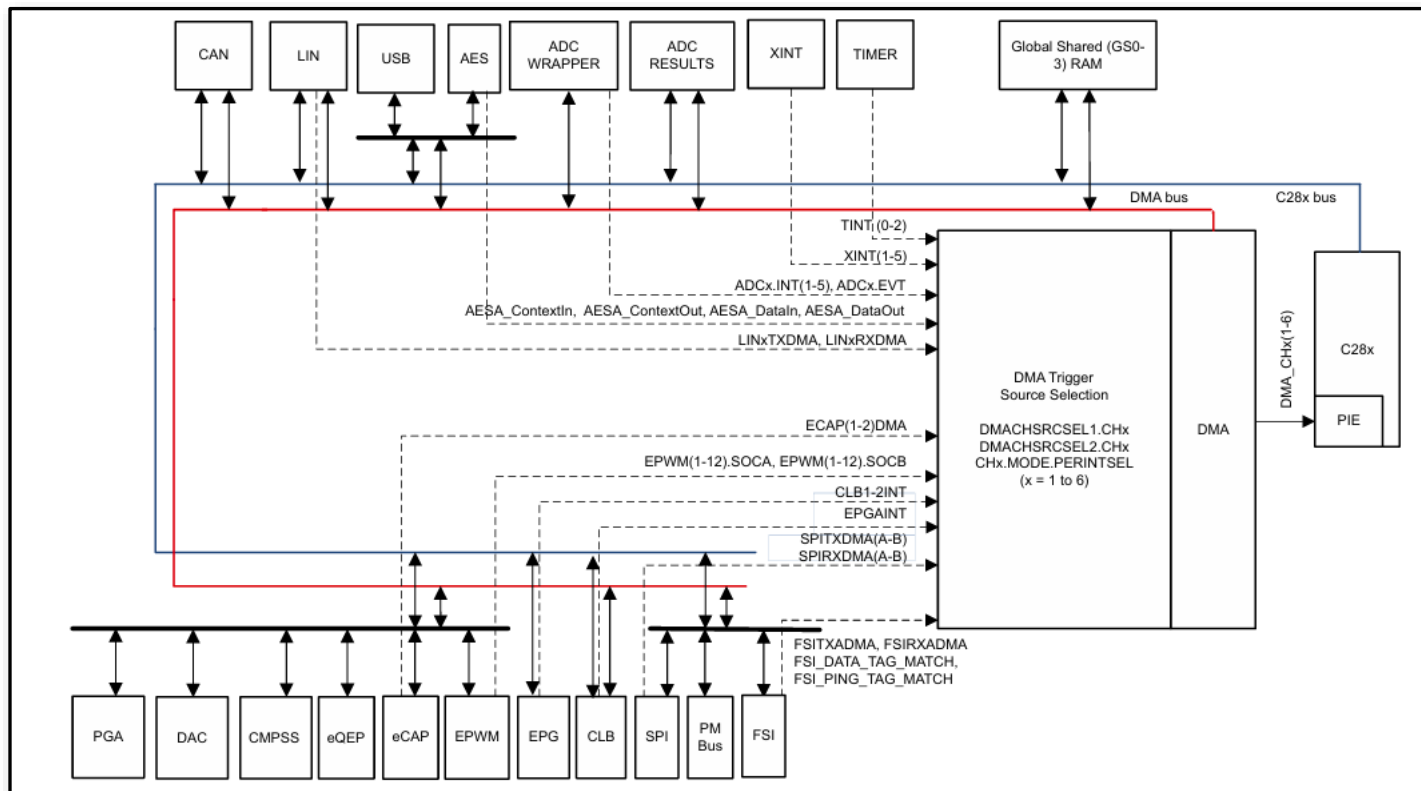 CAN
LIN
USB
AES
ADC
WRAPPER
ADC
RESULTS
XINT
TIMER
Global Shared (GS0-
3) RAM
DMA bus
C28x bus
TINT (0-2)
XINT(1-5)
ADCx.INT(1-5), ADCx.EVT
AESA_ContextIn, AESA_ContextOut, AESA_DataIn, AESA_DataOut
LINxTXDMA, LINxRXDMA
DMA Trigger
Source Selection
DMACHSRCSEL1.CHx
DMACHSRCSEL2.CHx
CHx.MODE.PERINTSEL
(x = 1 to 6)
DMA
DMA_CHx(1-6)
C28x
PIE
ECAP(1-2)DMA
EPWM(1-12).SOCA, EPWM(1-12).SOCB
CLB1-2INT
EPGAINT
SPITXDMA(A-B)
SPIRXDMA(A-B)
FSITXADMA, FSIRXADMA
FSI_DATA_TAG_MATCH,
FSI_PING_TAG_MATCH
PGA
DAC
CMPSS
eQEP
eCAP
EPWM
EPG
CLB
SPI
PM
Bus
FSI